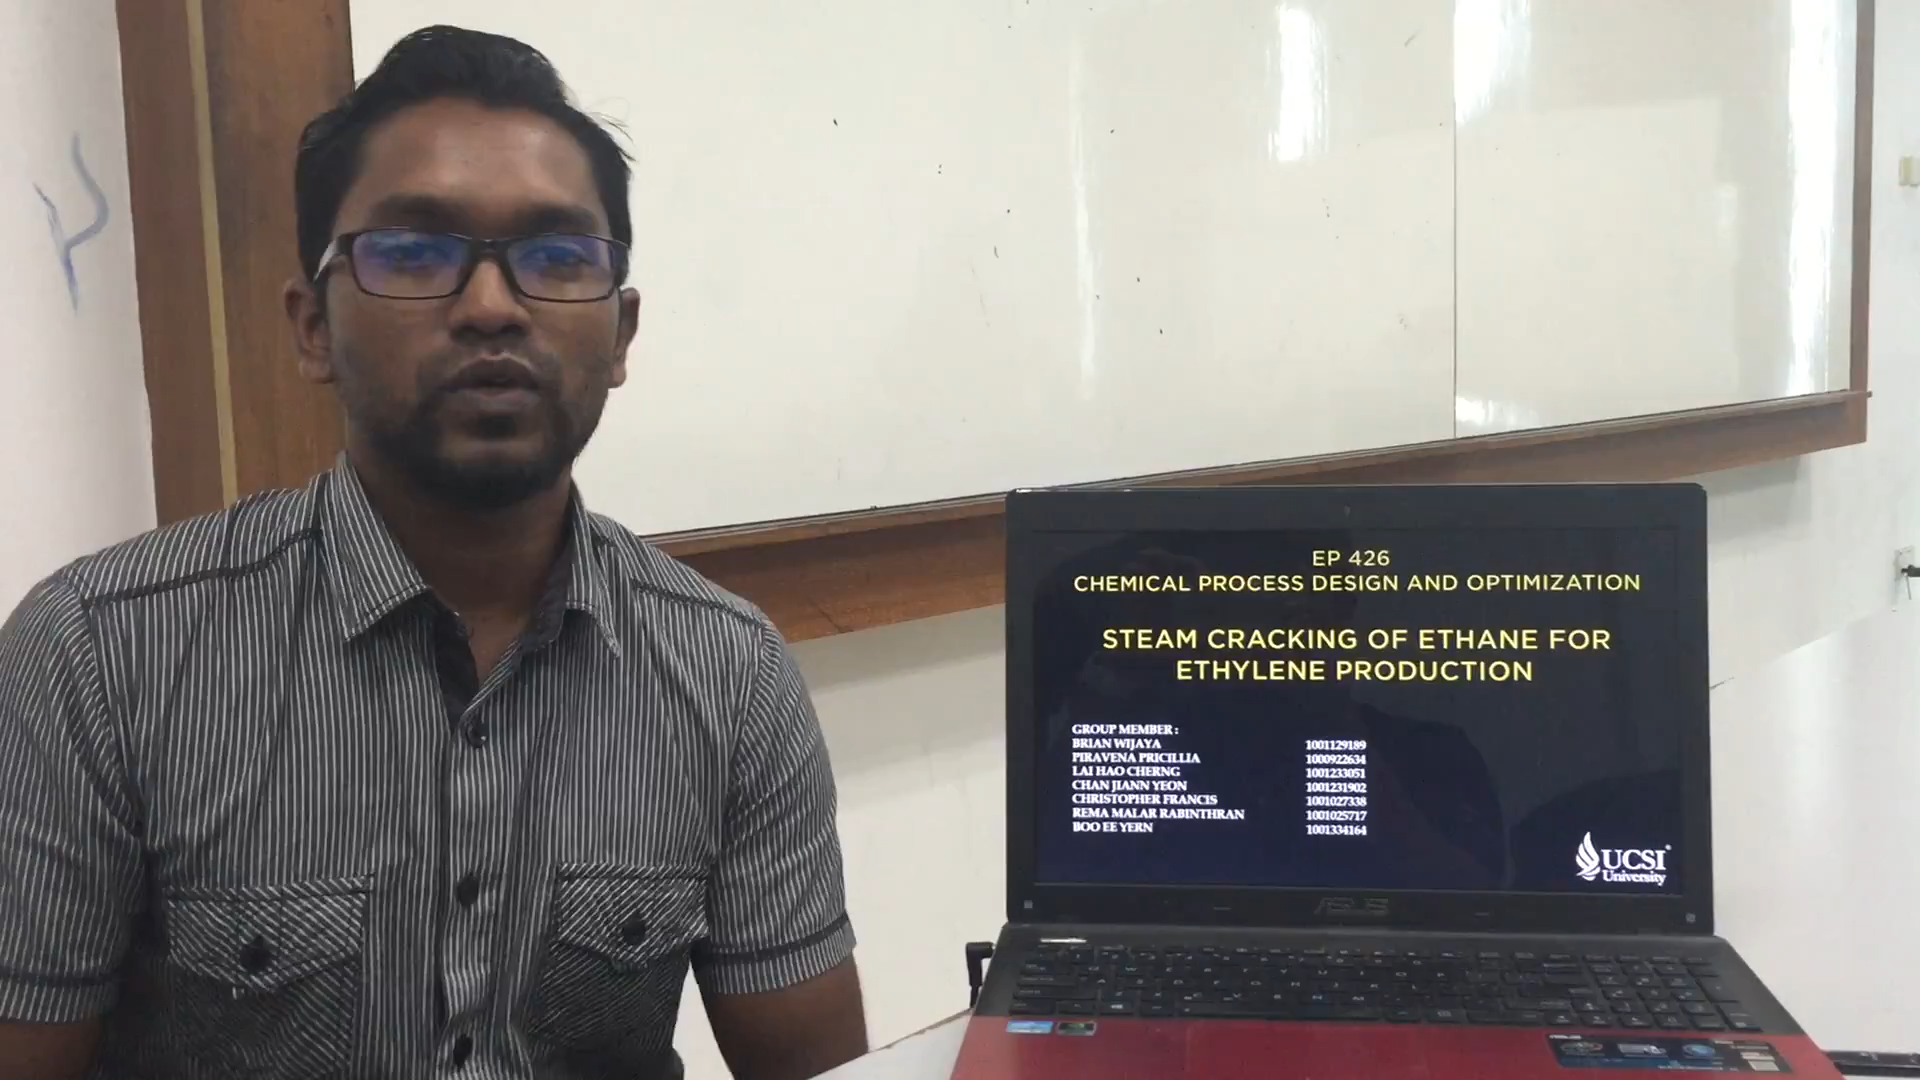 EP 426
CHEMICAL PROCESS DESIGN AND OPTIMIZATION
STEAM CRACKING OF ETHANE FOR
ETHYLENE PRODUCTION
GROUP MEMBER :
BRIAN WIJAYA 1001129189
PIRAVENA PRICILLIA 1000922634
LAI HAO CHERNG 1001233051
CHAN JIANN YEON 1001231902
CHRISTOPHER FRANCIS 1001027338
REMA MALAR RABINTHRAN 1001025717
BOO EE YERN 1001334164
UCSI
University
ASUS